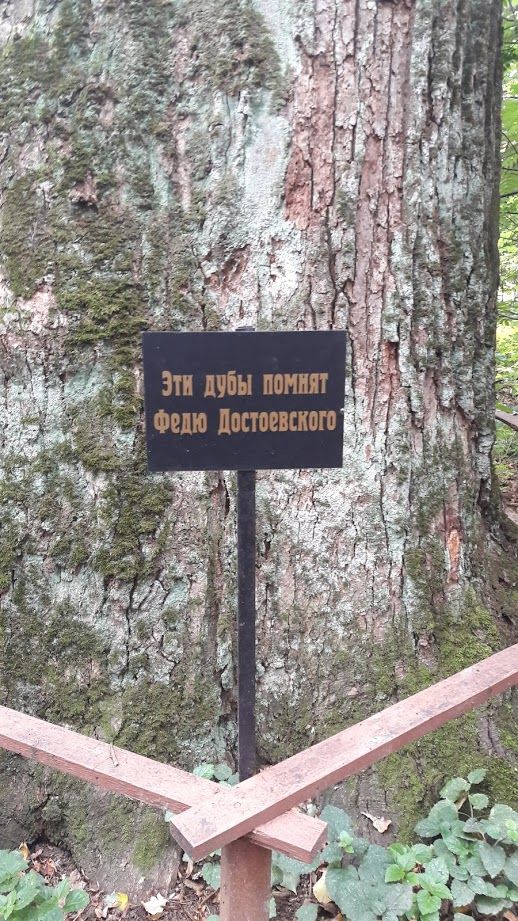 Эти дубы помнят
Федю Достоевского